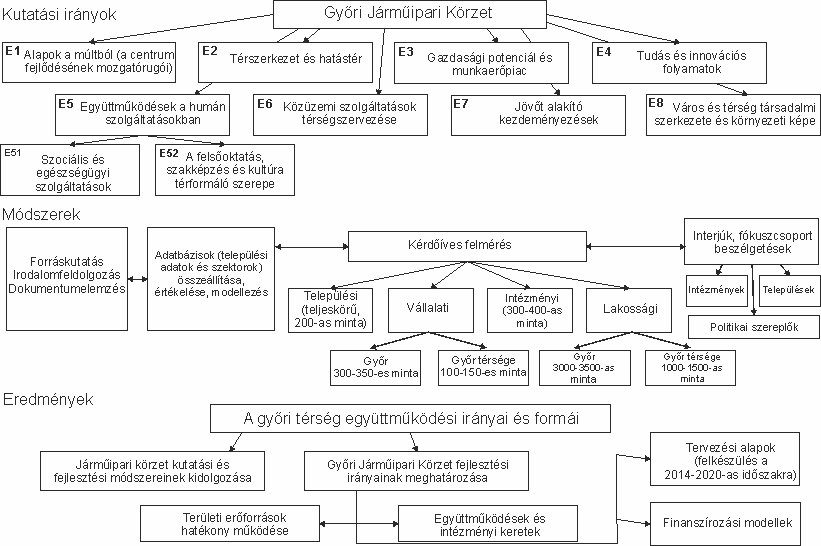 Kutatási irányok
Győri Járműipari Körzet
E1 Alapok a múltból (a centrum
fejlődésének mozgatórugói)
E2
Térszerkezet és hatástér
E3
Gazdasági potenciál és
munkaerőpiac
E4
Tudás és innovációs
folyamatok
E5
Együttműködések a humán
szolgáltatásokban
E6
Közüzemi szolgáltatások
térségszervezése
E7
Jövőt alakító
kezdeményezések
E8
Város és térség társadalmi
szerkezete és környezeti képe
E51
Szociális és
egészségügyi
szolgáltatások
E52
A felsőoktatás,
szakképzés és kultúra
térformáló szerepe
Módszerek
Forráskutatás
Irodalomfeldolgozás
Dokumentumelemzés
Adatbázisok (települési
adatok és szektorok)
összeállítása,
értékelése, modellezés
Kérdőíves felmérés
Interjúk, fókuszcsoport
beszélgetések
Intézmények
Települések
Politikai szereplők
Települési
(teljeskörű,
200-as minta)
Vállalati
Intézményi
(300-400-as
minta)
Lakossági
Győr
300-350-es minta
Győr térsége
100-150-es minta
Győr
3000-3500-as
minta
Győr térsége
1000-1500-as
minta
Eredmények
A győri térség együttműködési irányai és formái
Járműipari körzet kutatási és
fejlesztési módszereinek kidolgozása
Győri Járműipari Körzet fejlesztési
irányainak meghatározása
Tervezési alapok
(felkészülés a
2014-2020-as időszakra)
Területi erőforrások
hatékony működése
Együttműködések és
intézményi keretek
Finanszírozási modellek